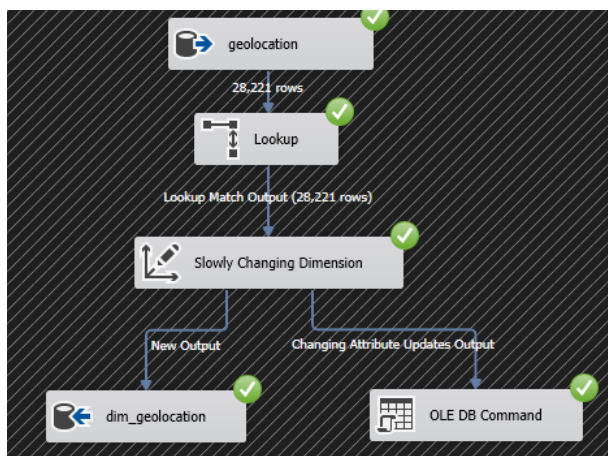 geolocation
28,221 rows
Lookup
Lookup Match Output (28,221 rows)
Slowly Changing Dimension
New Output
Changing Attribute Updates Output
dim_geolocation
OLE DB Command